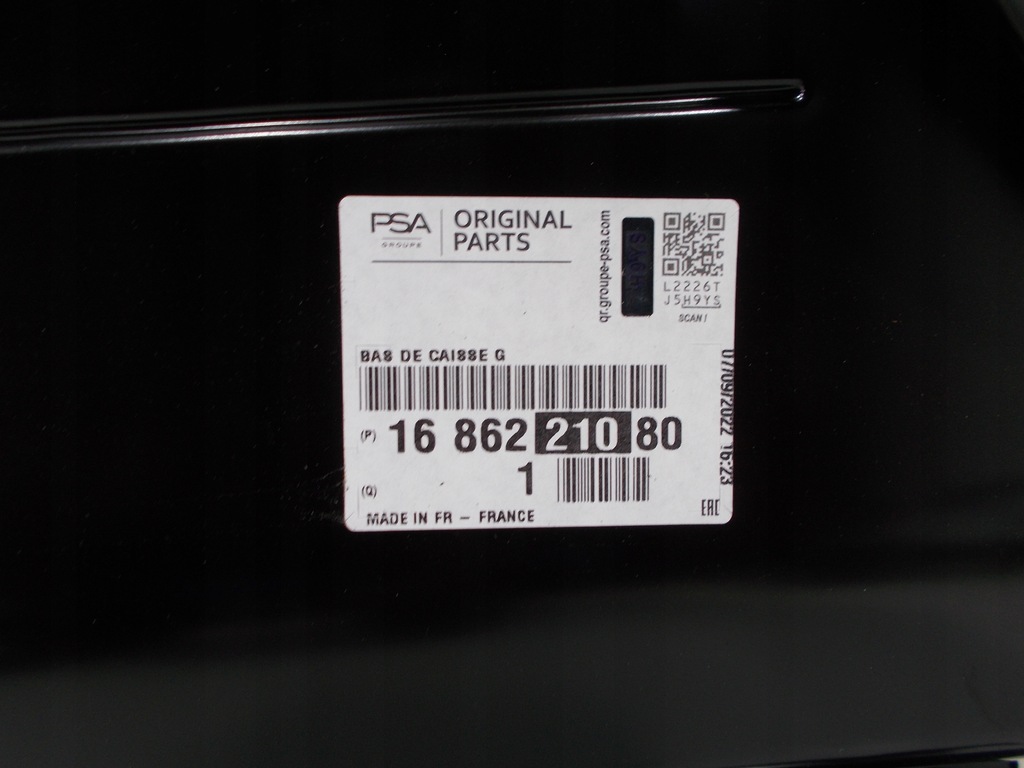 PSA
GROUPE
ORIGINAL
PARTS
qr.groupe-psa.com
L2226T
J5H9YS
SCAN!
BAS DE CAISSE G
07/09/2022 16:23
(P) 16 862 210 80
(Q) 1
MADE IN FR - FRANCE
EAC